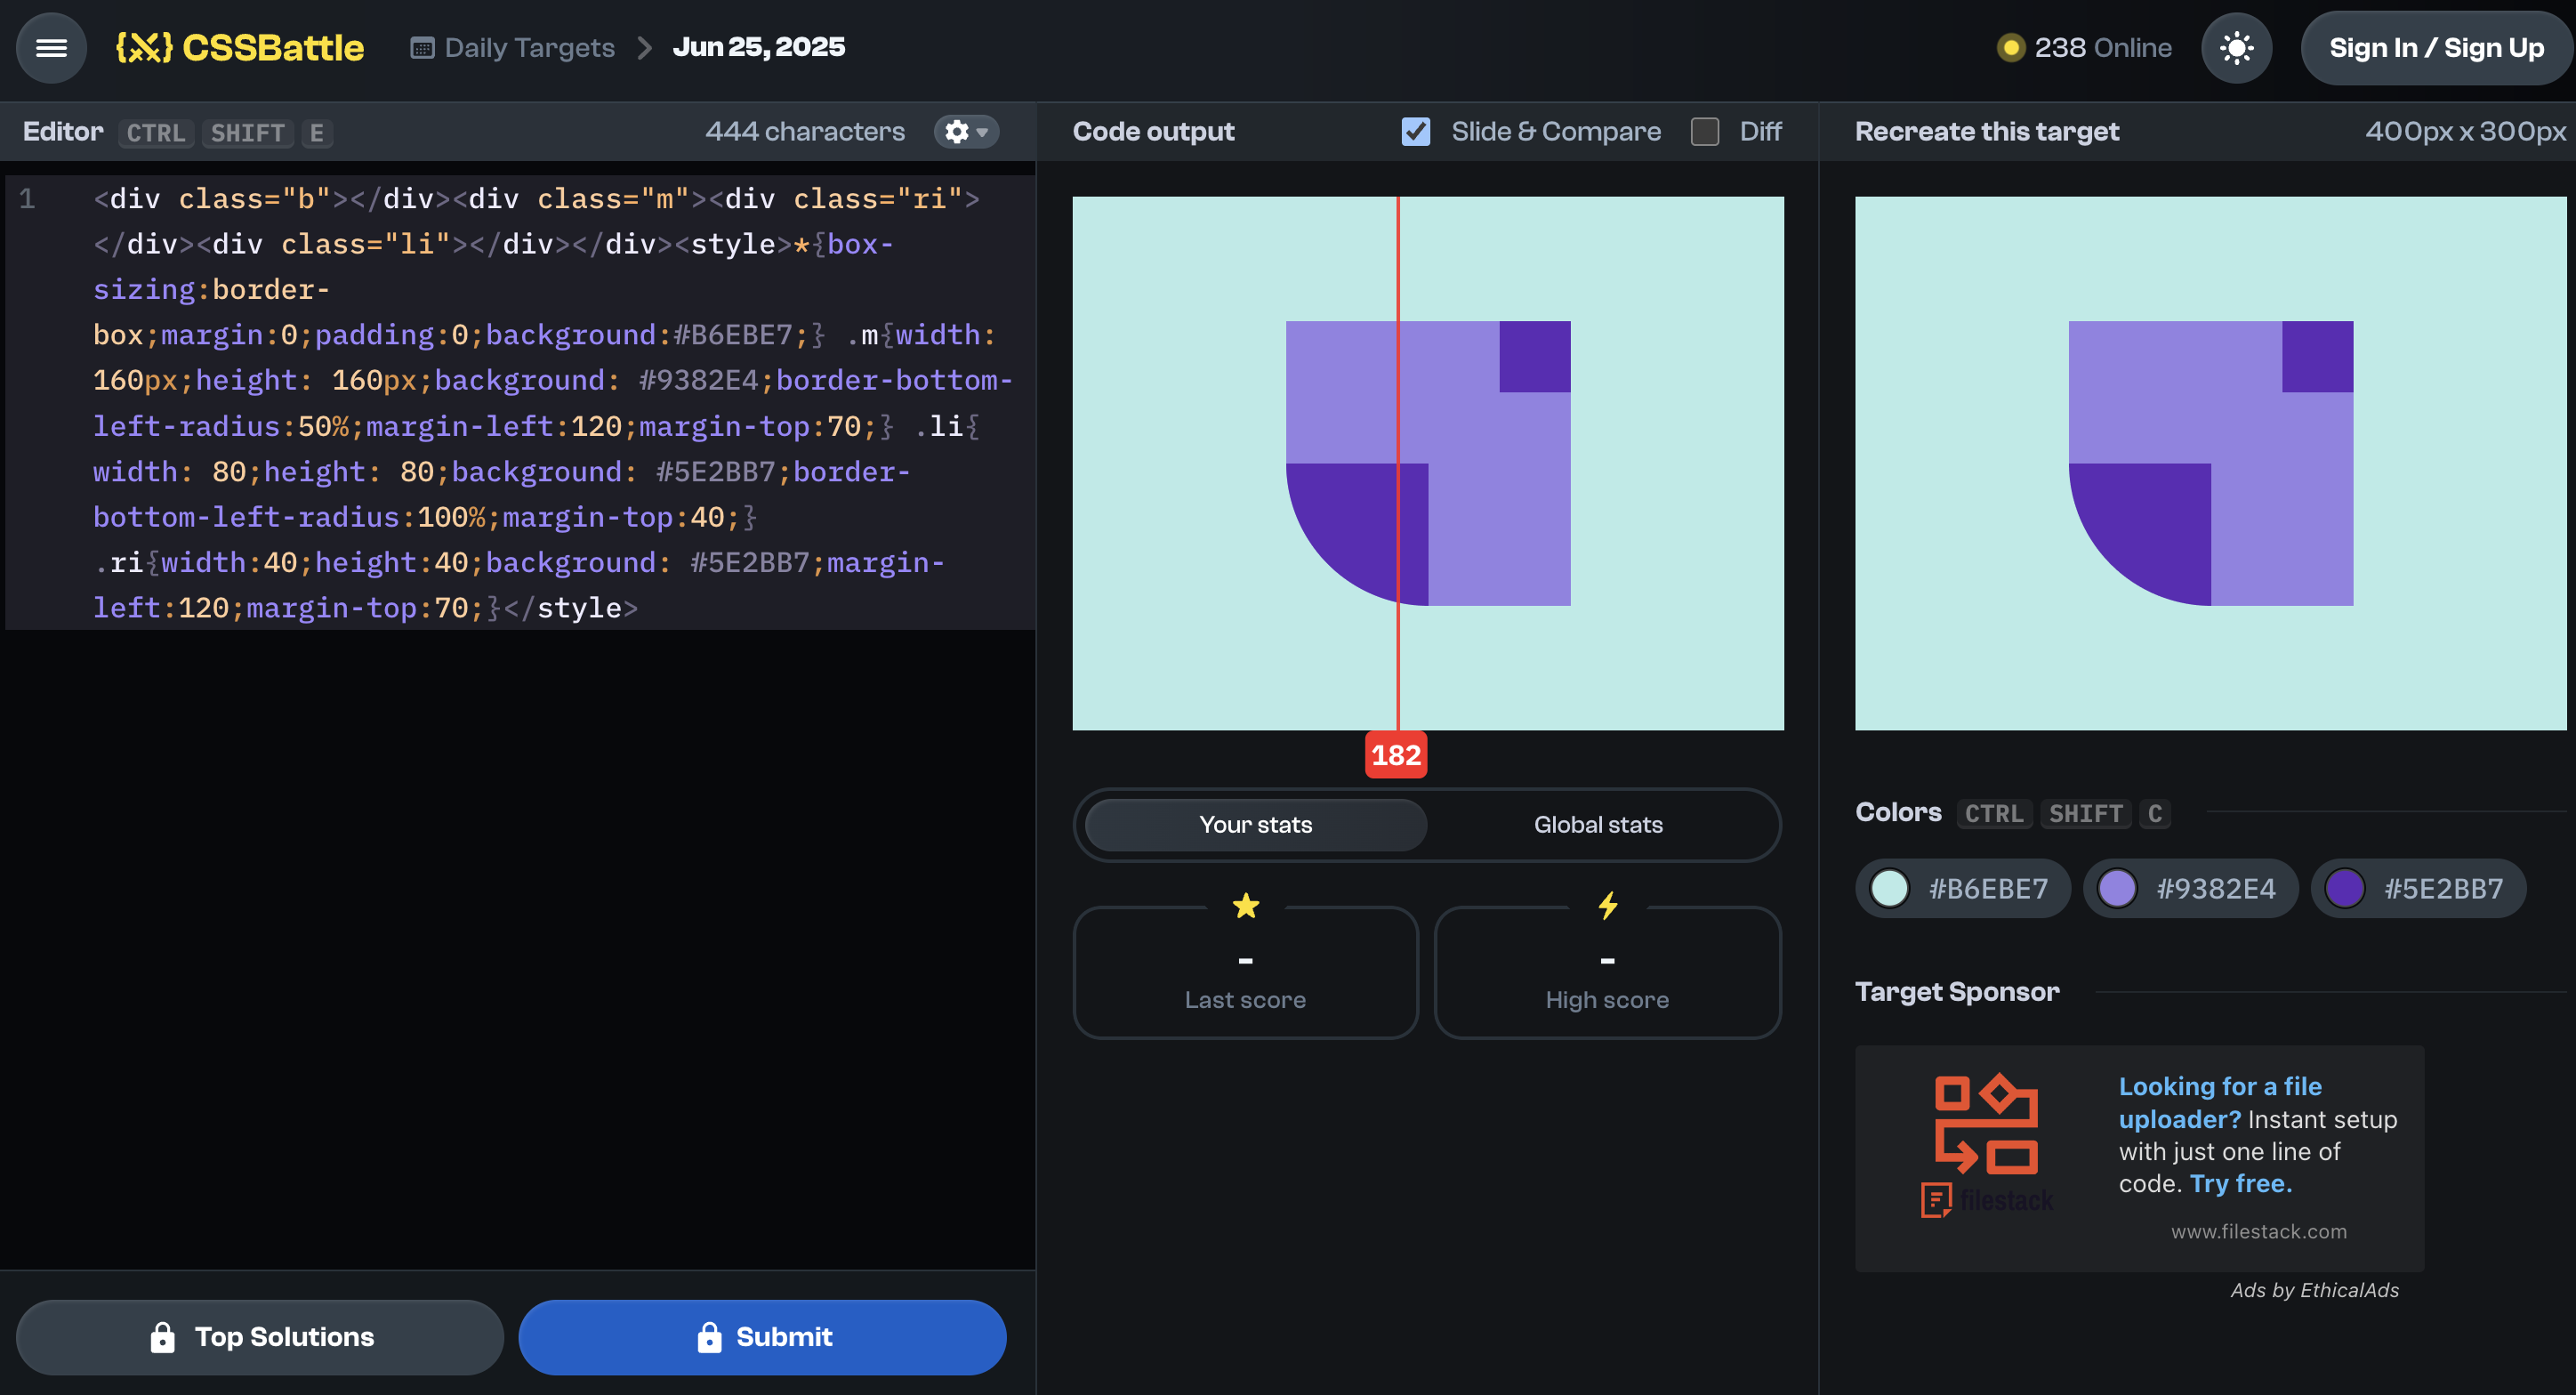 {X} CSSBattle
Daily Targets > Jun 25, 2025
238 Online
Sign In / Sign Up
Editor CTRL SHIFT E
444 characters
1 <div class="b"></div><div class="m"><div class="ri">
</div><div class="li"></div></div><style>*{box-
sizing:border-
box;margin:0;padding:0;background:#B6EBE7;} .m{width:
160px;height: 160px;background: #9382E4;border-bottom-
left-radius:50%;margin-left:120;margin-top:70;} .li{
width: 80;height: 80;background: #5E2BB7;border-
bottom-left-radius:100%;margin-top:40;}
.ri{width:40;height:40;background: #5E2BB7;margin-
left:120;margin-top:70;}</style>
Top Solutions
Submit
Code output
Slide & Compare
Diff
182
Your stats
Global stats
-
Last score
-
High score
Recreate this target
400px x 300px
Colors CTRL SHIFT C
#B6EBE7
#9382E4
#5E2BB7
Target Sponsor
filestack
Looking for a file
uploader? Instant setup
with just one line of
code. Try free.
www.filestack.com
Ads by EthicalAds